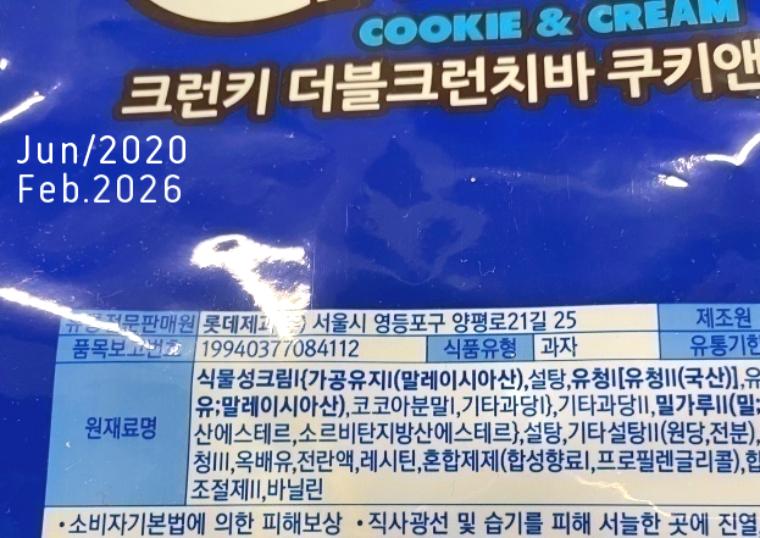 COOKIE & CREAM
크런키 더블크런치바 쿠키앤
Jun/2020
Feb.2026
유통전문판매원 롯데제과 서울시 영등포구 양평로21길 25 제조원
품목보고번호 19940377084112 식품유형 과자 유통기한
식물성크림I{가공유지I(말레이시아산),설탕,유청I[유청II(국산)],유
유;말레이시아산),코코아분말I,기타과당I},기타과당II,밀가루II(밀;
원재료명 산에스테르,소르비탄지방산에스테르},설탕,기타설탕II(원당,전분),
청III,옥배유,전란액,레시틴,혼합제제(합성향료I,프로필렌글리콜),합
조절제II,바닐린
•소비자기본법에 의한 피해보상 •직사광선 및 습기를 피해 서늘한 곳에 진열